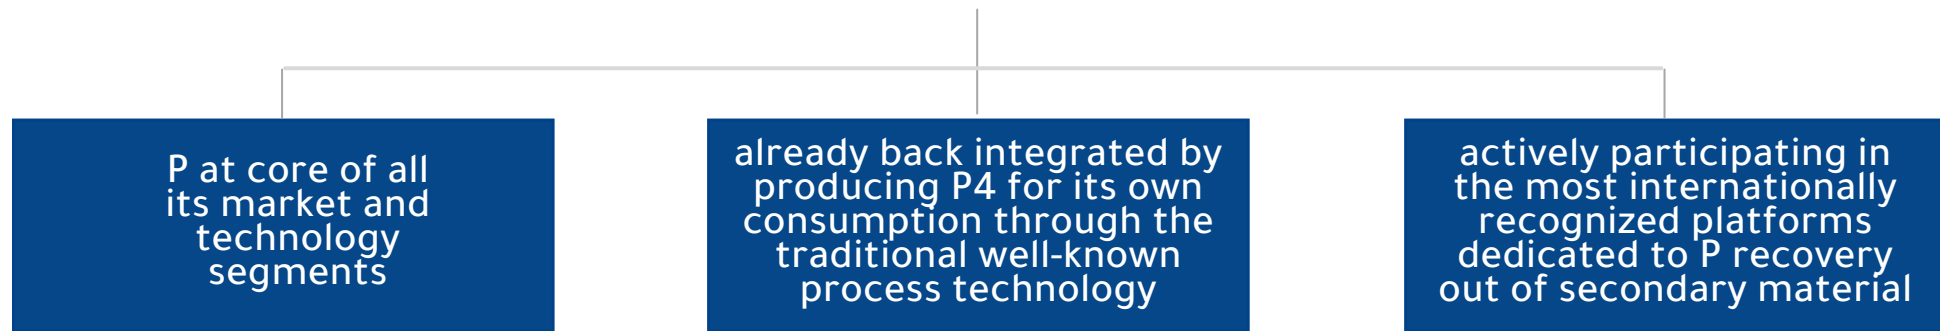 P at core of all
its market and
technology
segments
already back integrated by
producing P4 for its own
consumption through the
traditional well-known
process technology
actively participating in
the most internationally
recognized platforms
dedicated to P recovery
out of secondary material